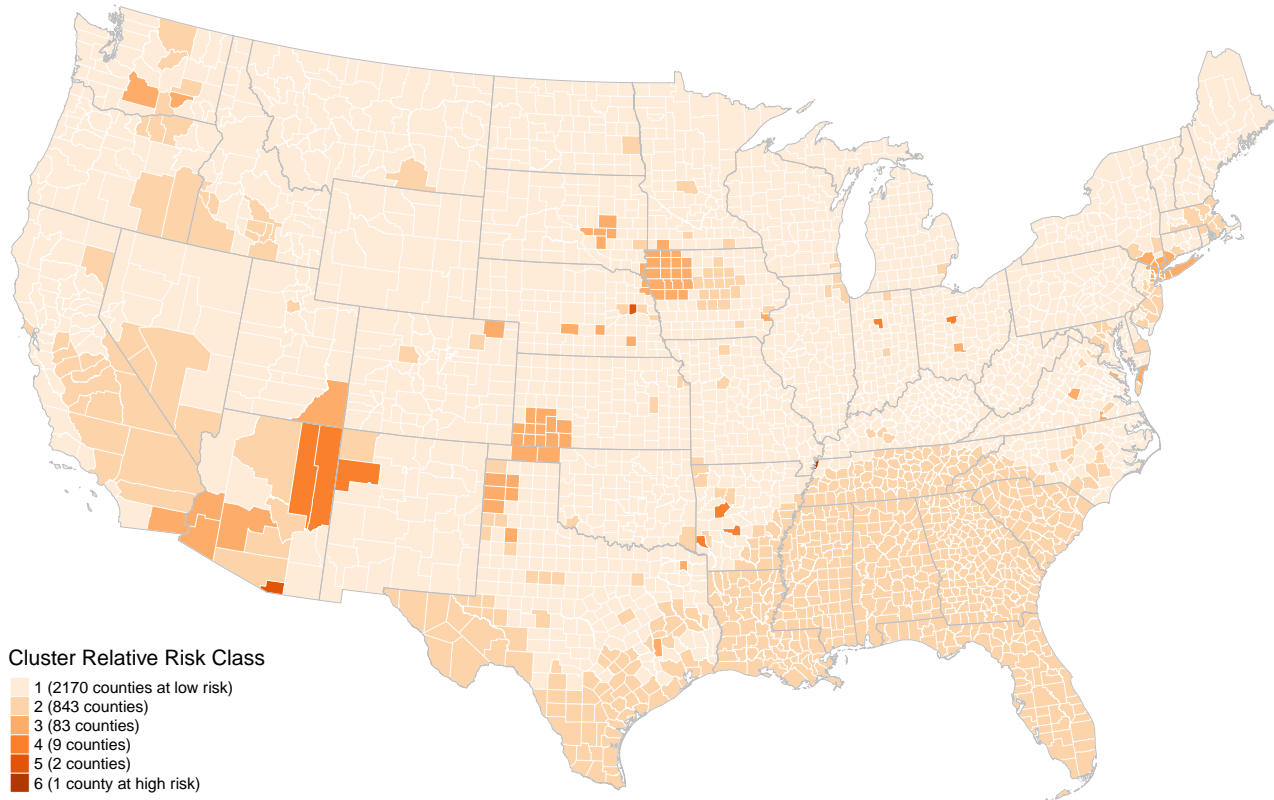 Cluster Relative Risk Class
1 (2170 counties at low risk)
2 (843 counties)
3 (83 counties)
4 (9 counties)
5 (2 counties)
6 (1 county at high risk)